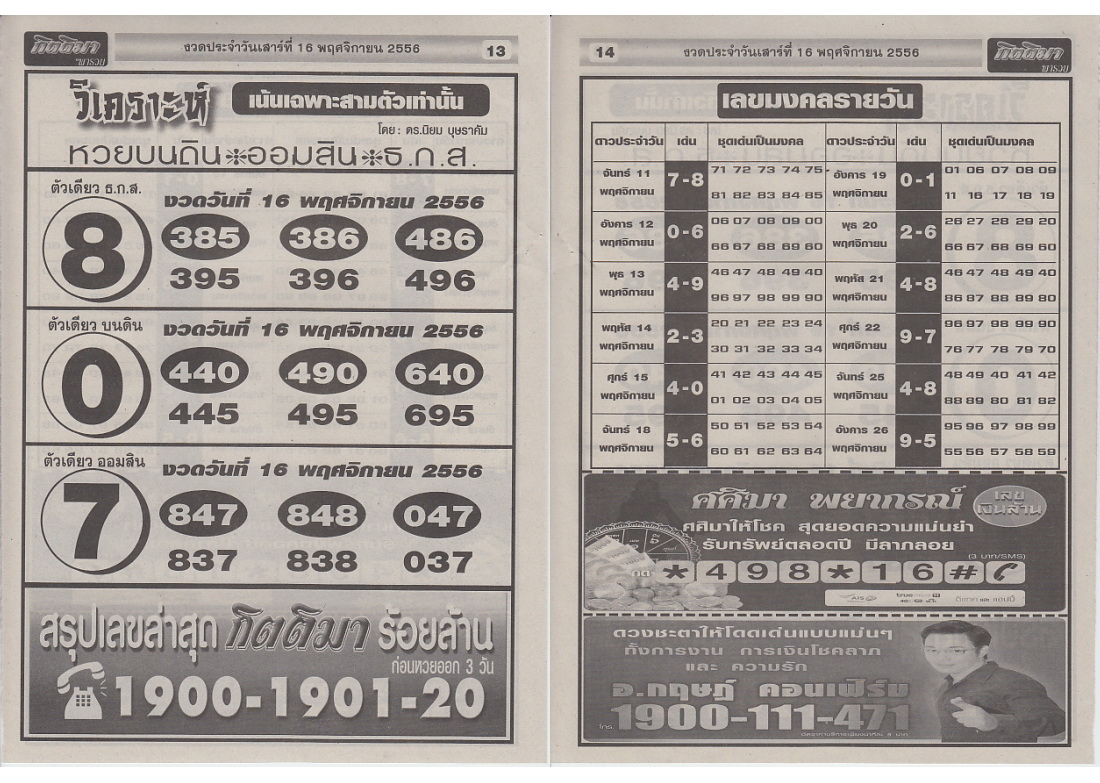 กิตติมา
พารวย
งวดประจำวันเสาร์ที่ 16 พฤศจิกายน 2556
13
วิเคราะห์
เน้นเฉพาะสามตัวเท่านั้น
โดย : ดร.นิยม บุษราคัม
หวยบนดิน❊ออมสิน❊ธ.ก.ส.
ตัวเดียว ธ.ก.ส.
8
งวดวันที่ 16 พฤศจิกายน 2556
385 386 486
395 396 496
ตัวเดียว บนดิน
0
งวดวันที่ 16 พฤศจิกายน 2556
440 490 640
445 495 695
ตัวเดียว ออมสิน
7
งวดวันที่ 16 พฤศจิกายน 2556
847 848 047
837 838 037
สรุปเลขล่าสุด กิตติมา ร้อยล้าน
ก่อนหวยออก 3 วัน
1900-1901-20
14
งวดประจำวันเสาร์ที่ 16 พฤศจิกายน 2556
กิตติมา
พารวย
เลขมงคลรายวัน
ดาวประจำวัน เด่น ชุดเด่นเป็นมงคล ดาวประจำวัน เด่น ชุดเด่นเป็นมงคล
จันทร์ 11 พฤศจิกายน 7-8 71 72 73 74 75 81 82 83 84 85 อังคาร 19 พฤศจิกายน 0-1 01 06 07 08 09 11 16 17 18 19
อังคาร 12 พฤศจิกายน 0-6 06 07 08 09 00 66 67 68 69 60 พุธ 20 พฤศจิกายน 2-6 26 27 28 29 20 66 67 68 69 60
พุธ 13 พฤศจิกายน 4-9 46 47 48 49 40 96 97 98 99 90 พฤหัส 21 พฤศจิกายน 4-8 46 47 48 49 40 86 87 88 89 80
พฤหัส 14 พฤศจิกายน 2-3 20 21 22 23 24 30 31 32 33 34 ศุกร์ 22 พฤศจิกายน 9-7 96 97 98 99 90 76 77 78 79 70
ศุกร์ 15 พฤศจิกายน 4-0 41 42 43 44 45 01 02 03 04 05 จันทร์ 25 พฤศจิกายน 4-8 48 49 40 41 42 88 89 80 81 82
จันทร์ 18 พฤศจิกายน 5-6 50 51 52 53 54 60 61 62 63 64 อังคาร 26 พฤศจิกายน 9-5 95 96 97 98 99 55 56 57 58 59
ศศิมา พยากรณ์
เลขเงินล้าน
ศศิมาให้โชค สุดยอดความแม่นยำ
รับทรัพย์ตลอดปี มีลาภลอย
(3 บาท/SMS)
กด *498*16#
AIS
ดวงชะตาให้โดดเด่นแบบแม่นๆ
ทั้งการงาน การเงินโชคลาภ
และ ความรัก
อ.กฤษฎ์ คอนเฟิร์ม
โทร. 1900-111-471